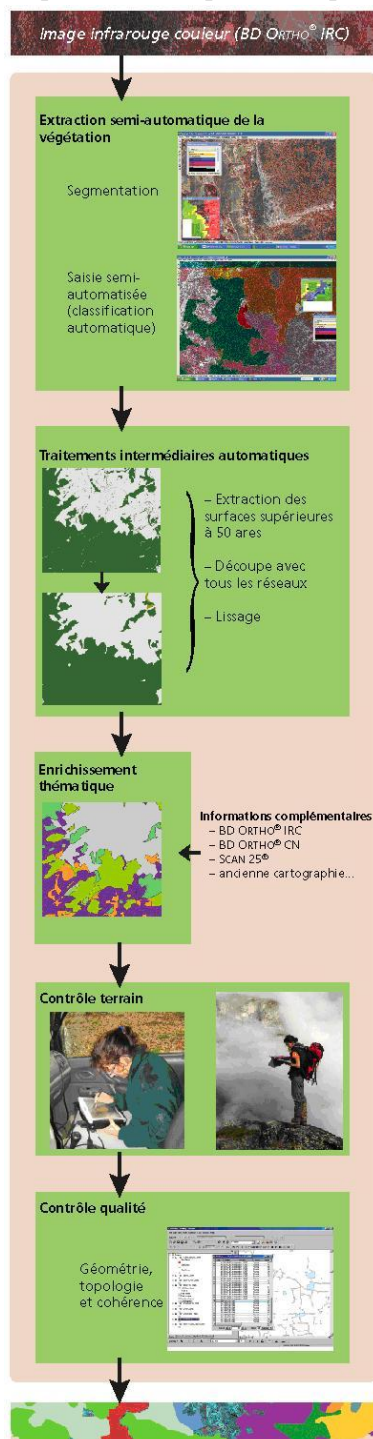 Image infrarouge couleur (BD ORTHO® IRC)
Extraction semi-automatique de la
végétation
Segmentation
Saisie semi-
automatisée
(classification
automatique)
Traitements intermédiaires automatiques
– Extraction des
surfaces supérieures
à 50 ares
– Découpe avec
tous les réseaux
– Lissage
Enrichissement
thématique
Informations complémentaires
– BD ORTHO® IRC
– BD ORTHO® CN
– SCAN 25®
– ancienne cartographie...
Contrôle terrain
Contrôle qualité
Géométrie,
topologie
et cohérence